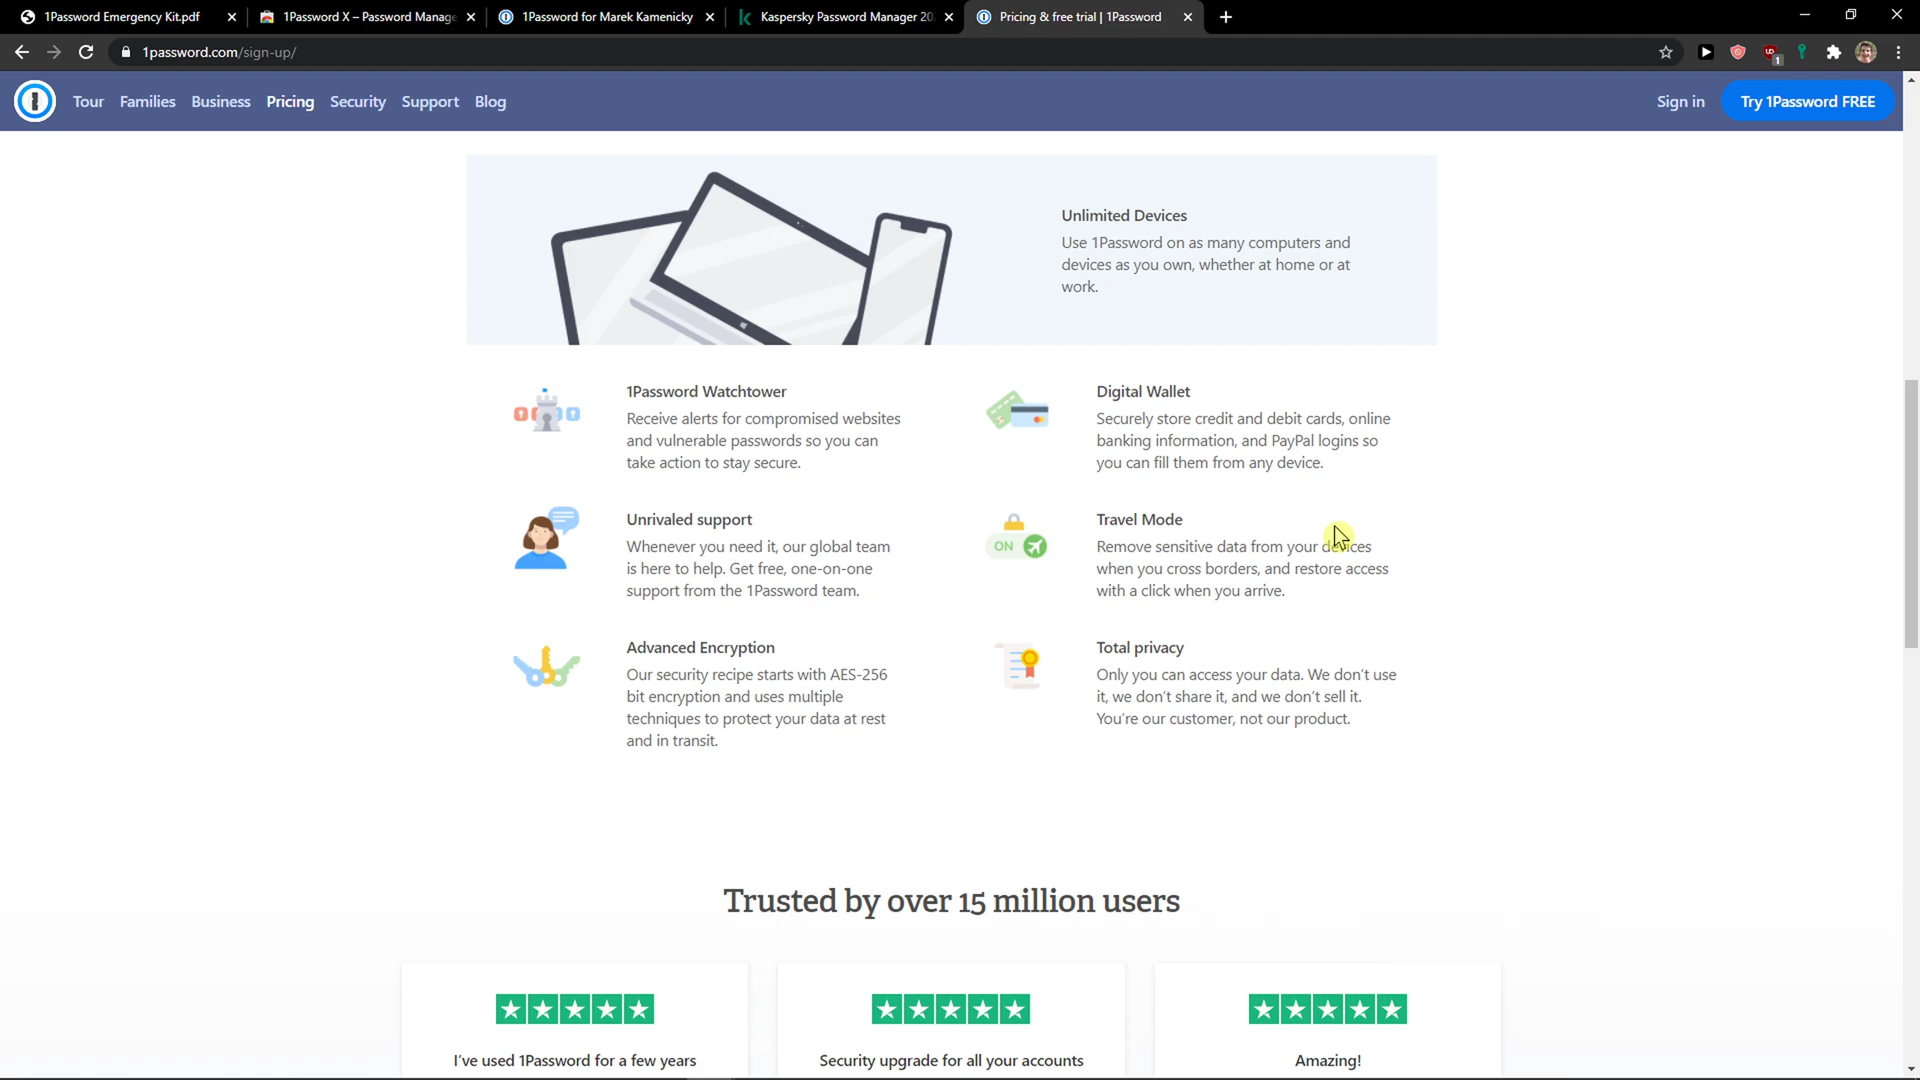 1Password Emergency Kit.pdf
1Password X – Password Manage
1Password for Marek Kamenicky
Kaspersky Password Manager 20
Pricing & free trial | 1Password
1password.com/sign-up/
UD
1
Tour
Families
Business
Pricing
Security
Support
Blog
Sign in
Try 1Password FREE
Unlimited Devices
Use 1Password on as many computers and
devices as you own, whether at home or at
work.
1Password Watchtower
Receive alerts for compromised websites
and vulnerable passwords so you can
take action to stay secure.
Digital Wallet
Securely store credit and debit cards, online
banking information, and PayPal logins so
you can fill them from any device.
Unrivaled support
Whenever you need it, our global team
is here to help. Get free, one-on-one
support from the 1Password team.
ON
Travel Mode
Remove sensitive data from your devices
when you cross borders, and restore access
with a click when you arrive.
Advanced Encryption
Our security recipe starts with AES-256
bit encryption and uses multiple
techniques to protect your data at rest
and in transit.
Total privacy
Only you can access your data. We don't use
it, we don't share it, and we don't sell it.
You're our customer, not our product.
Trusted by over 15 million users
I've used 1Password for a few years
Security upgrade for all your accounts
Amazing!